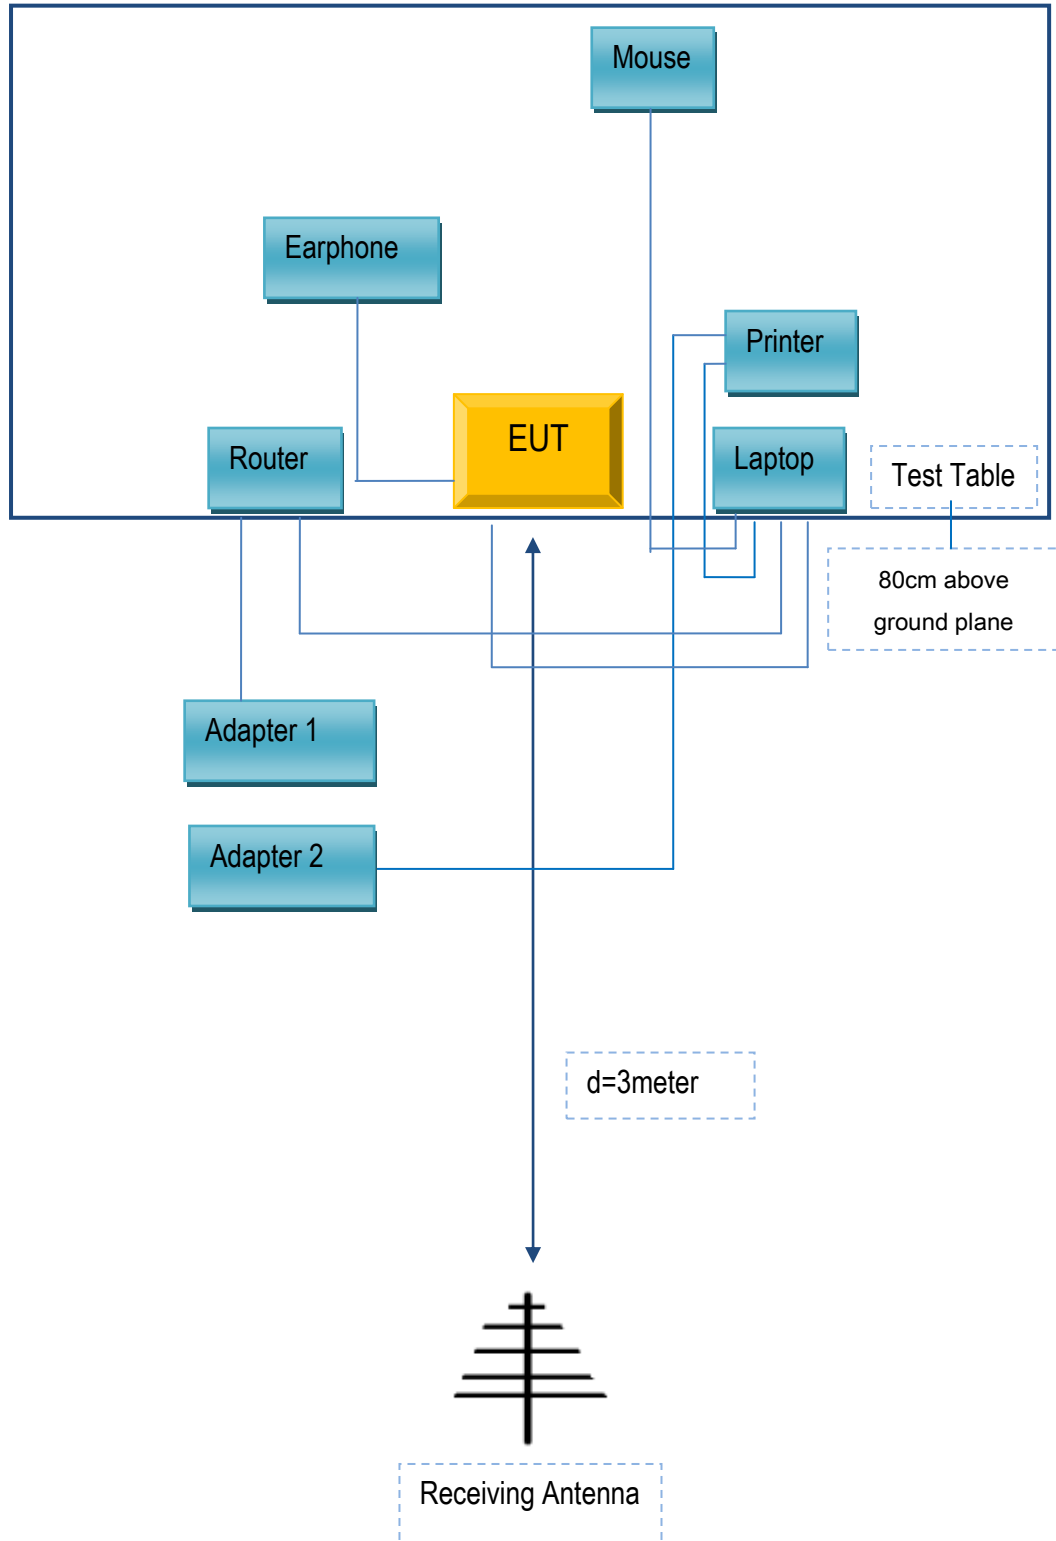 Mouse
Earphone
Printer
EUT
Router
Laptop
Test Table
80cm above
ground plane
Adapter 1
Adapter 2
d=3meter
Receiving Antenna